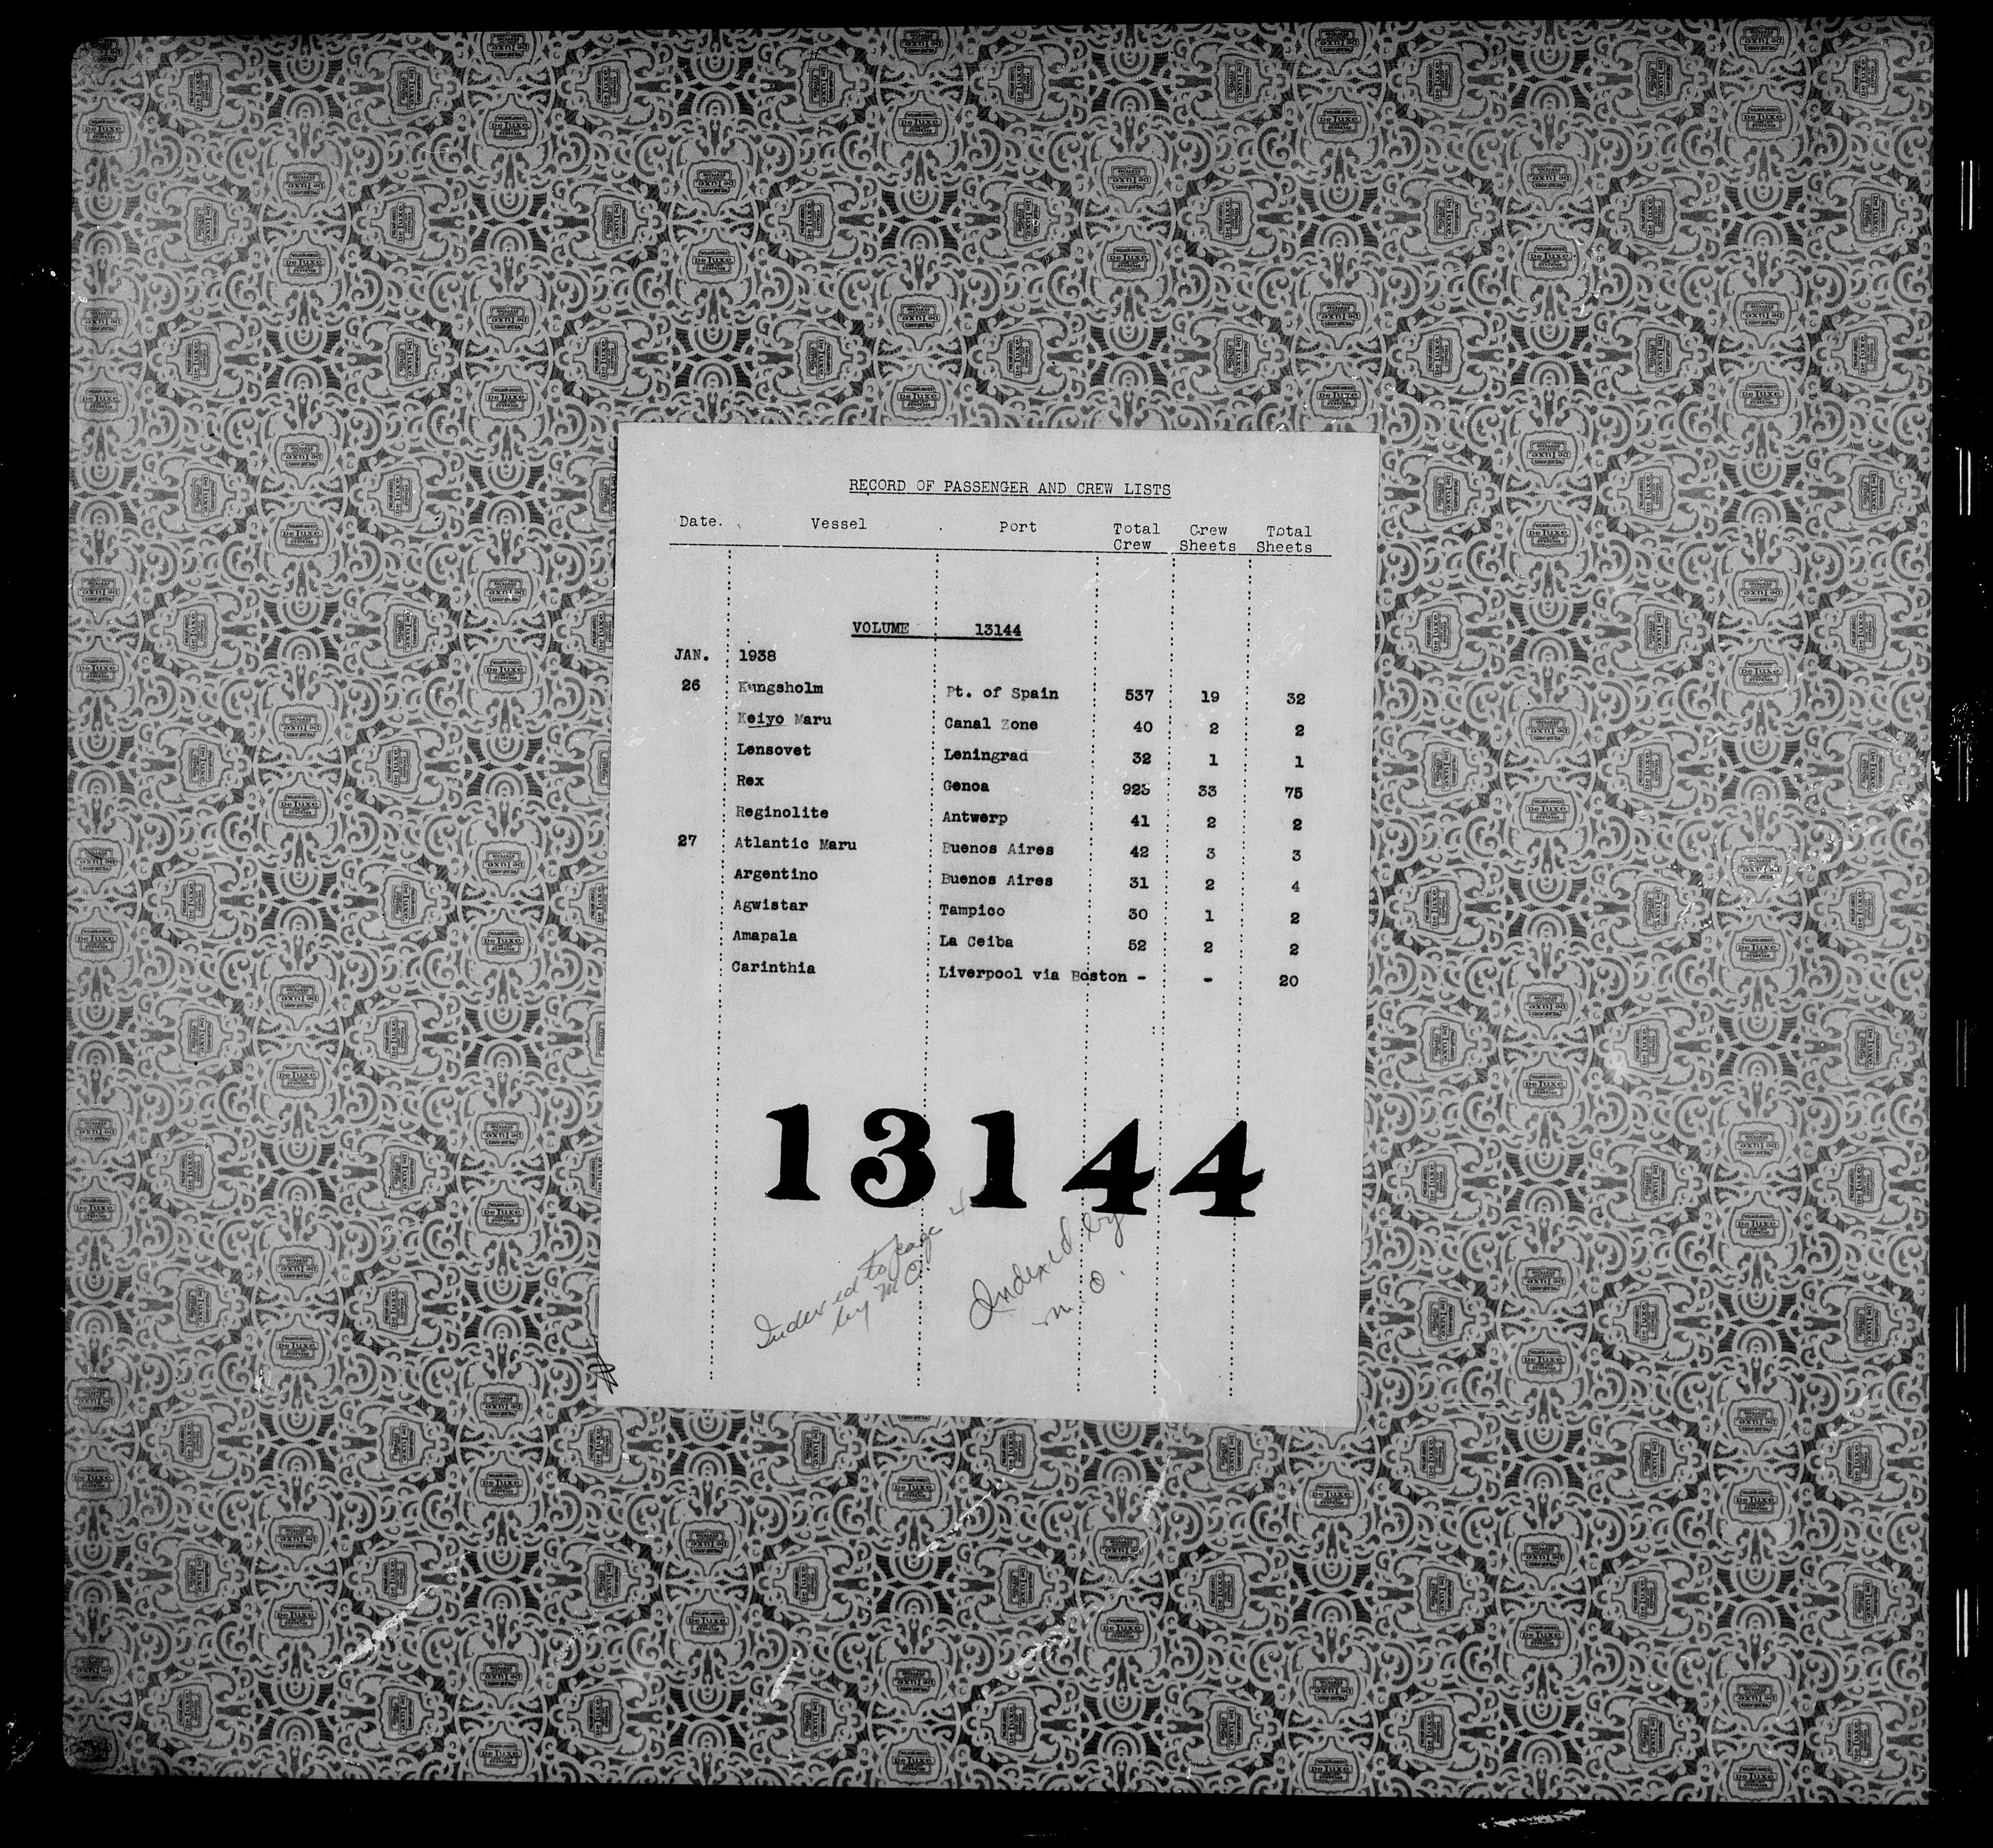 RECORD OF PASSENGER AND CREW LISTS
Date. Vessel Port Total Crew Crew Sheets Total Sheets
VOLUME 13144
JAN. 1938
26 Kungsholm Pt. of Spain 537 19 32
Keiyo Maru Canal Zone 40 2 2
Lensovet Leningrad 32 1 1
Rex Genoa 33 75
Reginolite Antwerp 41 2 2
27 Atlantic Maru Buenos Aires 42 3 3
Argentino Buenos Aires 31 2 4
Agwistar Tampico 30 1 2
Amapala La Ceiba 52 2 2
Carinthia Liverpool via Boston - - 20
13144
Indexed to page 4
by M O
Indexed by
m. O.